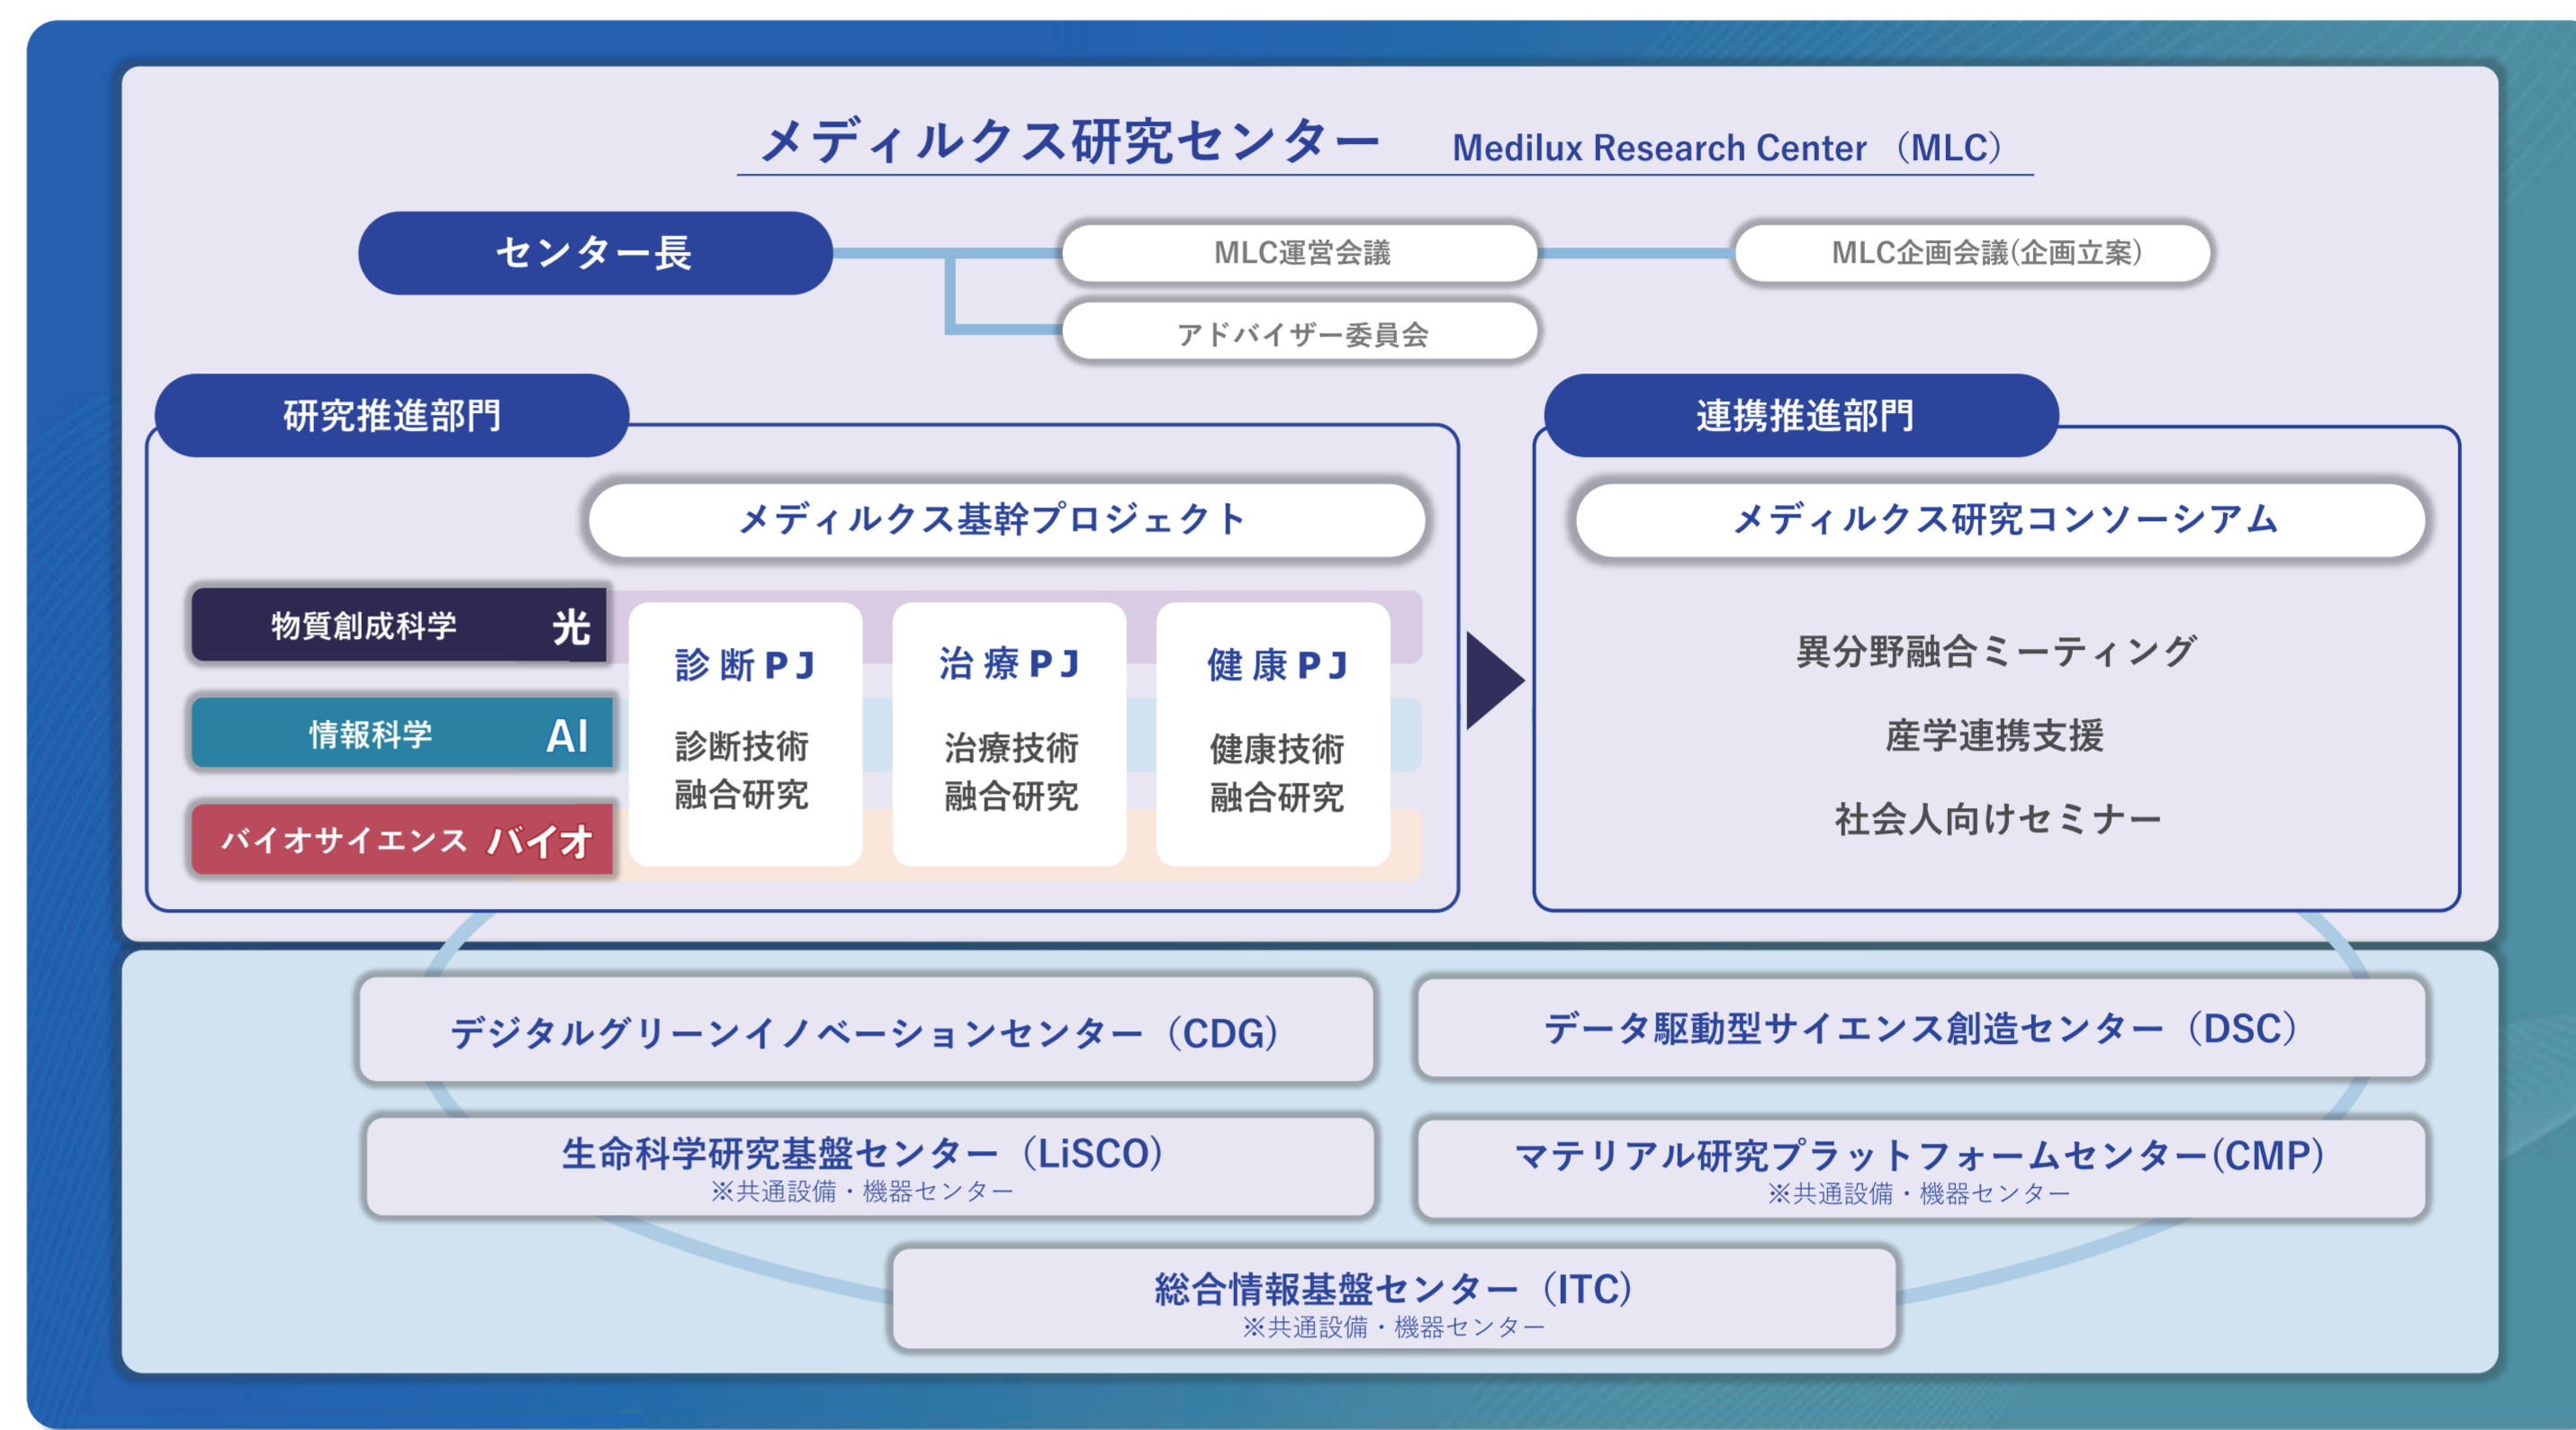 メディルクス研究センター　Medilux Research Center （MLC）
センター長
MLC運営会議
MLC企画会議(企画立案)
アドバイザー委員会
研究推進部門
メディルクス基幹プロジェクト
物質創成科学 光
情報科学 AI
バイオサイエンス バイオ
診断PJ
診断技術
融合研究
治療PJ
治療技術
融合研究
健康PJ
健康技術
融合研究
連携推進部門
メディルクス研究コンソーシアム
異分野融合ミーティング
産学連携支援
社会人向けセミナー
デジタルグリーンイノベーションセンター（CDG）
データ駆動型サイエンス創造センター（DSC）
生命科学研究基盤センター（LiSCO）
※共通設備・機器センター
マテリアル研究プラットフォームセンター(CMP)
※共通設備・機器センター
総合情報基盤センター（ITC）
※共通設備・機器センター